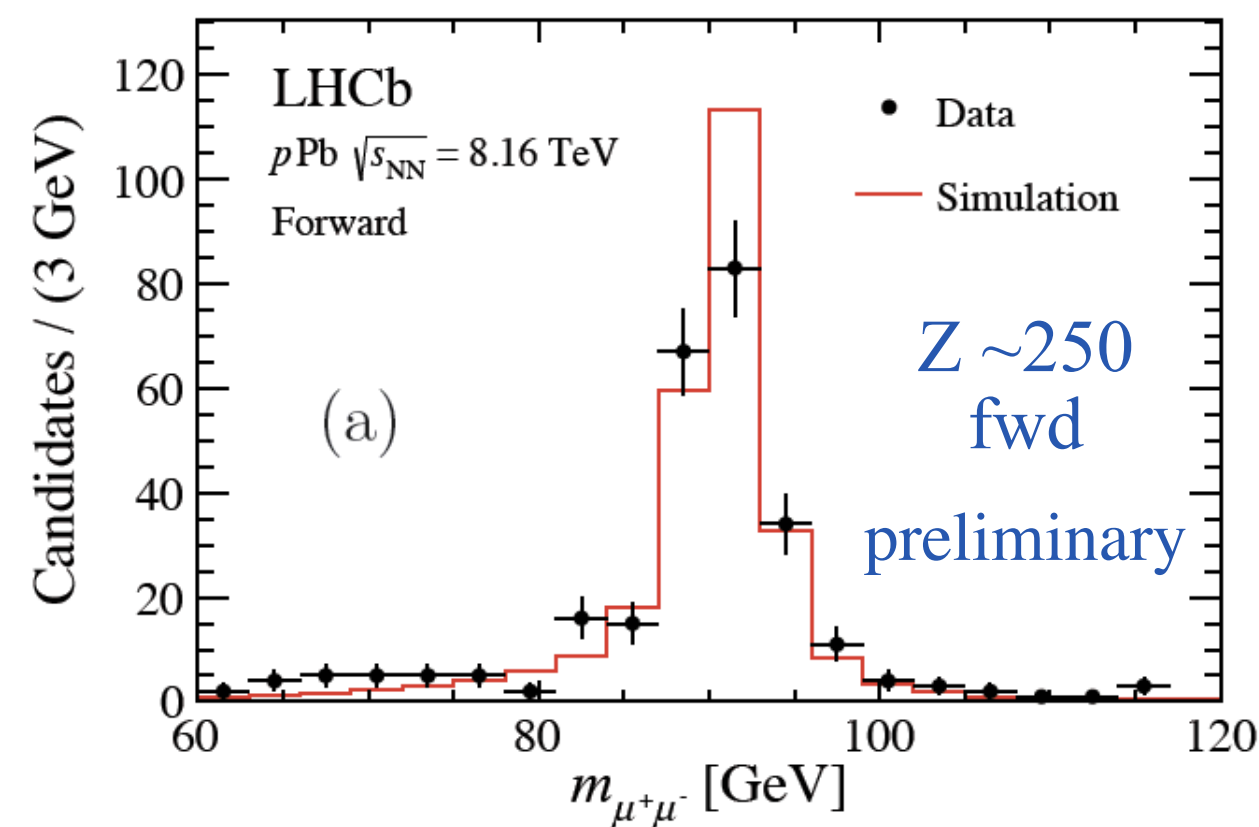 LHCb
pPb √sNN = 8.16 TeV
Forward
Data
Simulation
(a)
Z ~250
fwd
preliminary
Candidates / (3 GeV)
120
100
80
60
40
20
0
60 80 100 120
mμ+μ- [GeV]